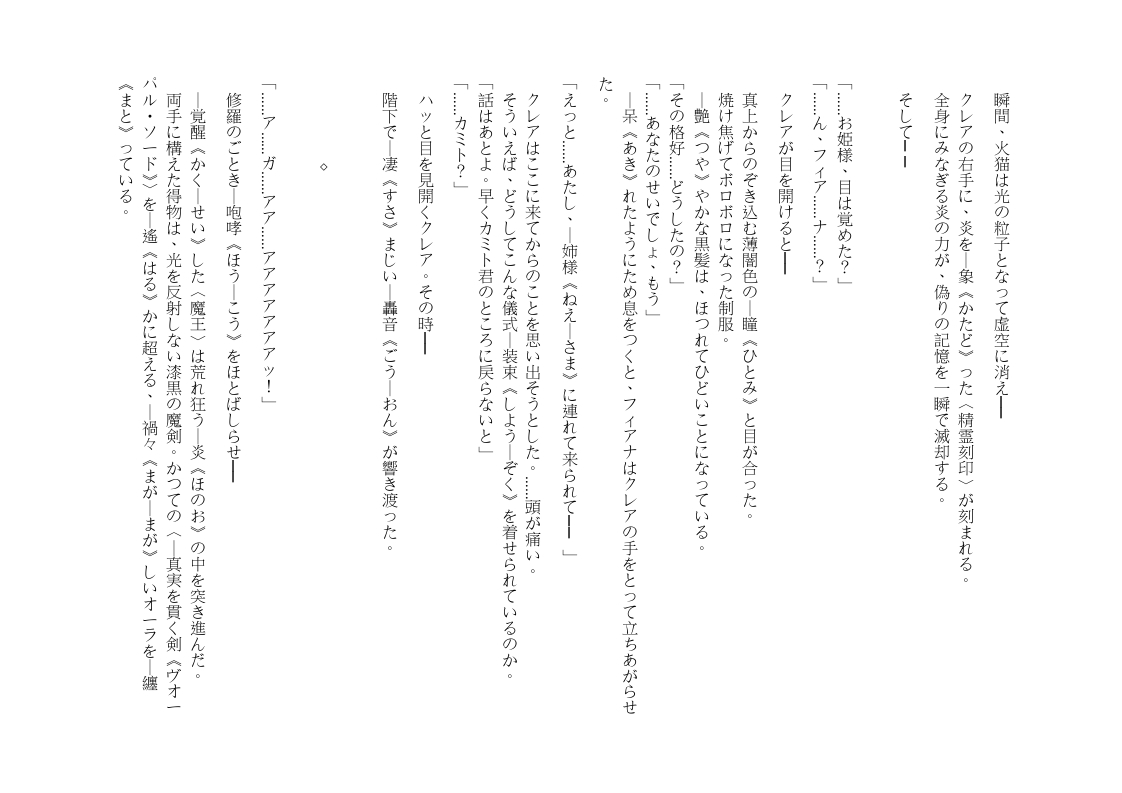 瞬間、火猫は光の粒子となって虚空に消え――
クレアの右手に、炎を―象《かたど》った〈精霊刻印〉が刻まれる。
全身にみなぎる炎の力が、偽りの記憶を一瞬で滅却する。
そして――
「……お姫様、目は覚めた？」
「……ん、フィア……ナ……？」
クレアが目を開けると――
真上からのぞき込む薄闇色の―瞳《ひとみ》と目が合った。
焼け焦げてボロボロになった制服。
―艶《つや》やかな黒髪は、ほつれてひどいことになっている。
「その格好……どうしたの？」
「……あなたのせいでしょ、もう」
―呆《あき》れたようにため息をつくと、フィアナはクレアの手をとって立ちあがらせ
た。
「えっと……あたし、―姉様《ねえ―さま》に連れて来られて―― 」
クレアはここに来てからのことを思い出そうとした。……頭が痛い。
そういえば、どうしてこんな儀式―装束《しよう―ぞく》を着せられているのか。
「話はあとよ。早くカミト君のところに戻らないと」
「……カミト？」
ハッと目を見開くクレア。その時――
階下で―凄《すさ》まじい―轟音《ごう―おん》が響き渡った。
◇
「……ア……ガ……アア……アアアアアアッ！」
修羅のごとき―咆哮《ほう―こう》をほとばしらせ――
―覚醒《かく―せい》した〈魔王〉は荒れ狂う―炎《ほのお》の中を突き進んだ。
両手に構えた得物は、光を反射しない漆黒の魔剣。かつての〈―真実を貫く剣《ヴオー
パル・ソード》〉を―遙《はる》かに超える、―禍々《まが―まが》しいオーラを―纏
《まと》っている。